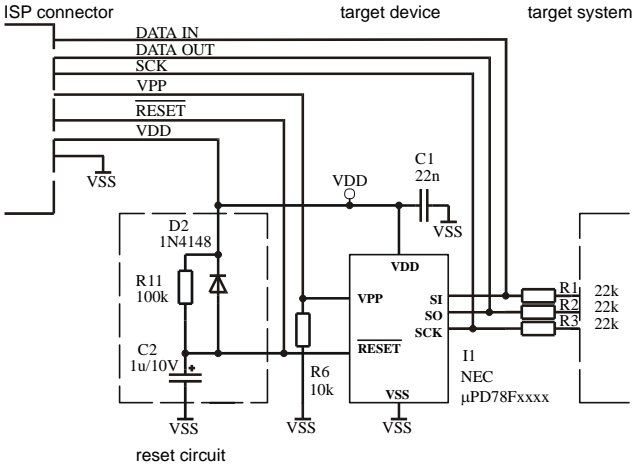 ISP connector
target device
target system
DATA IN
DATA OUT
SCK
VPP
RESET
VDD
VSS
C1
22n
VDD
VSS
D2
1N4148
VDD
R11
100k
VPP
SI
SO
SCK
R1
R2
R3
22k
22k
22k
RESET
C2
1u/10V
+
R6
10k
I1
NEC
µPD78Fxxxx
VSS
VSS
VSS
VSS
reset circuit